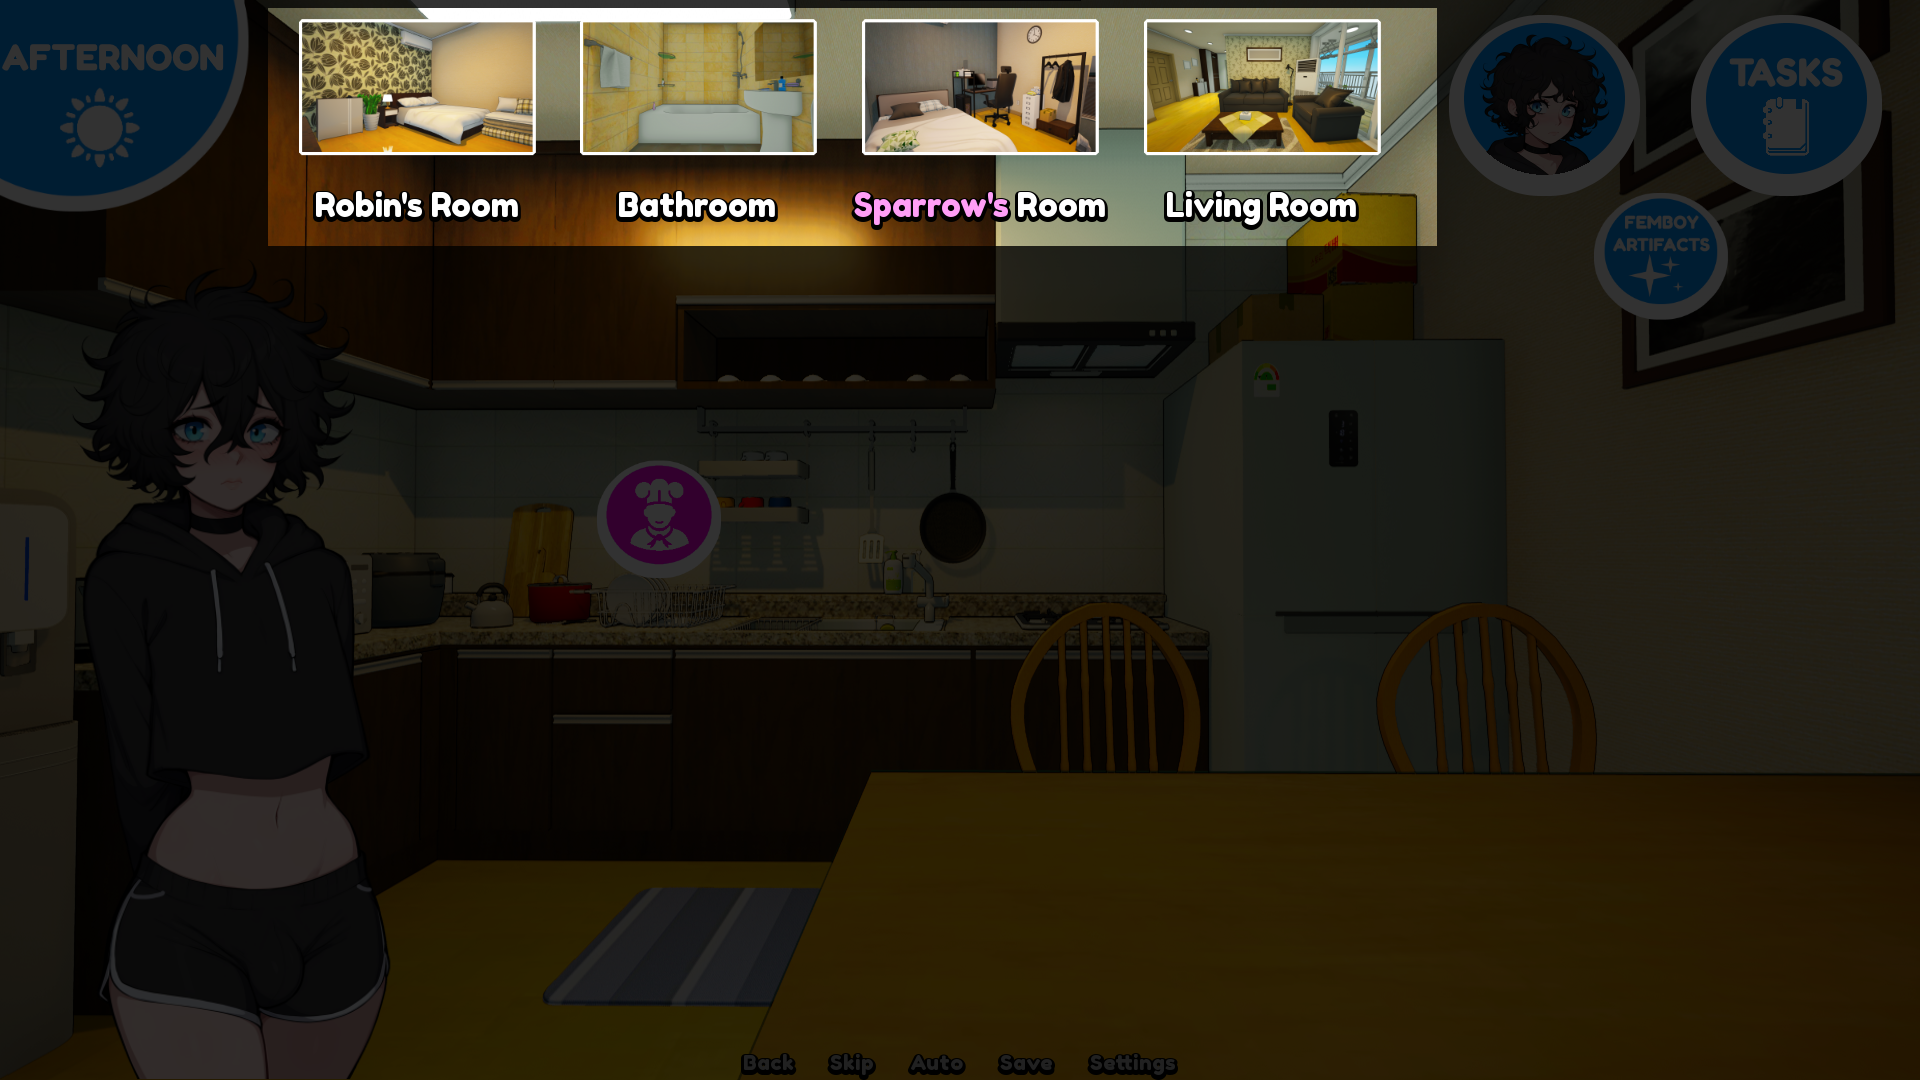 AFTERNOON
Robin's Room
Bathroom
Sparrow's Room
Living Room
TASKS
FEMBOY
ARTIFACTS
Back
Skip
Auto
Save
Settings